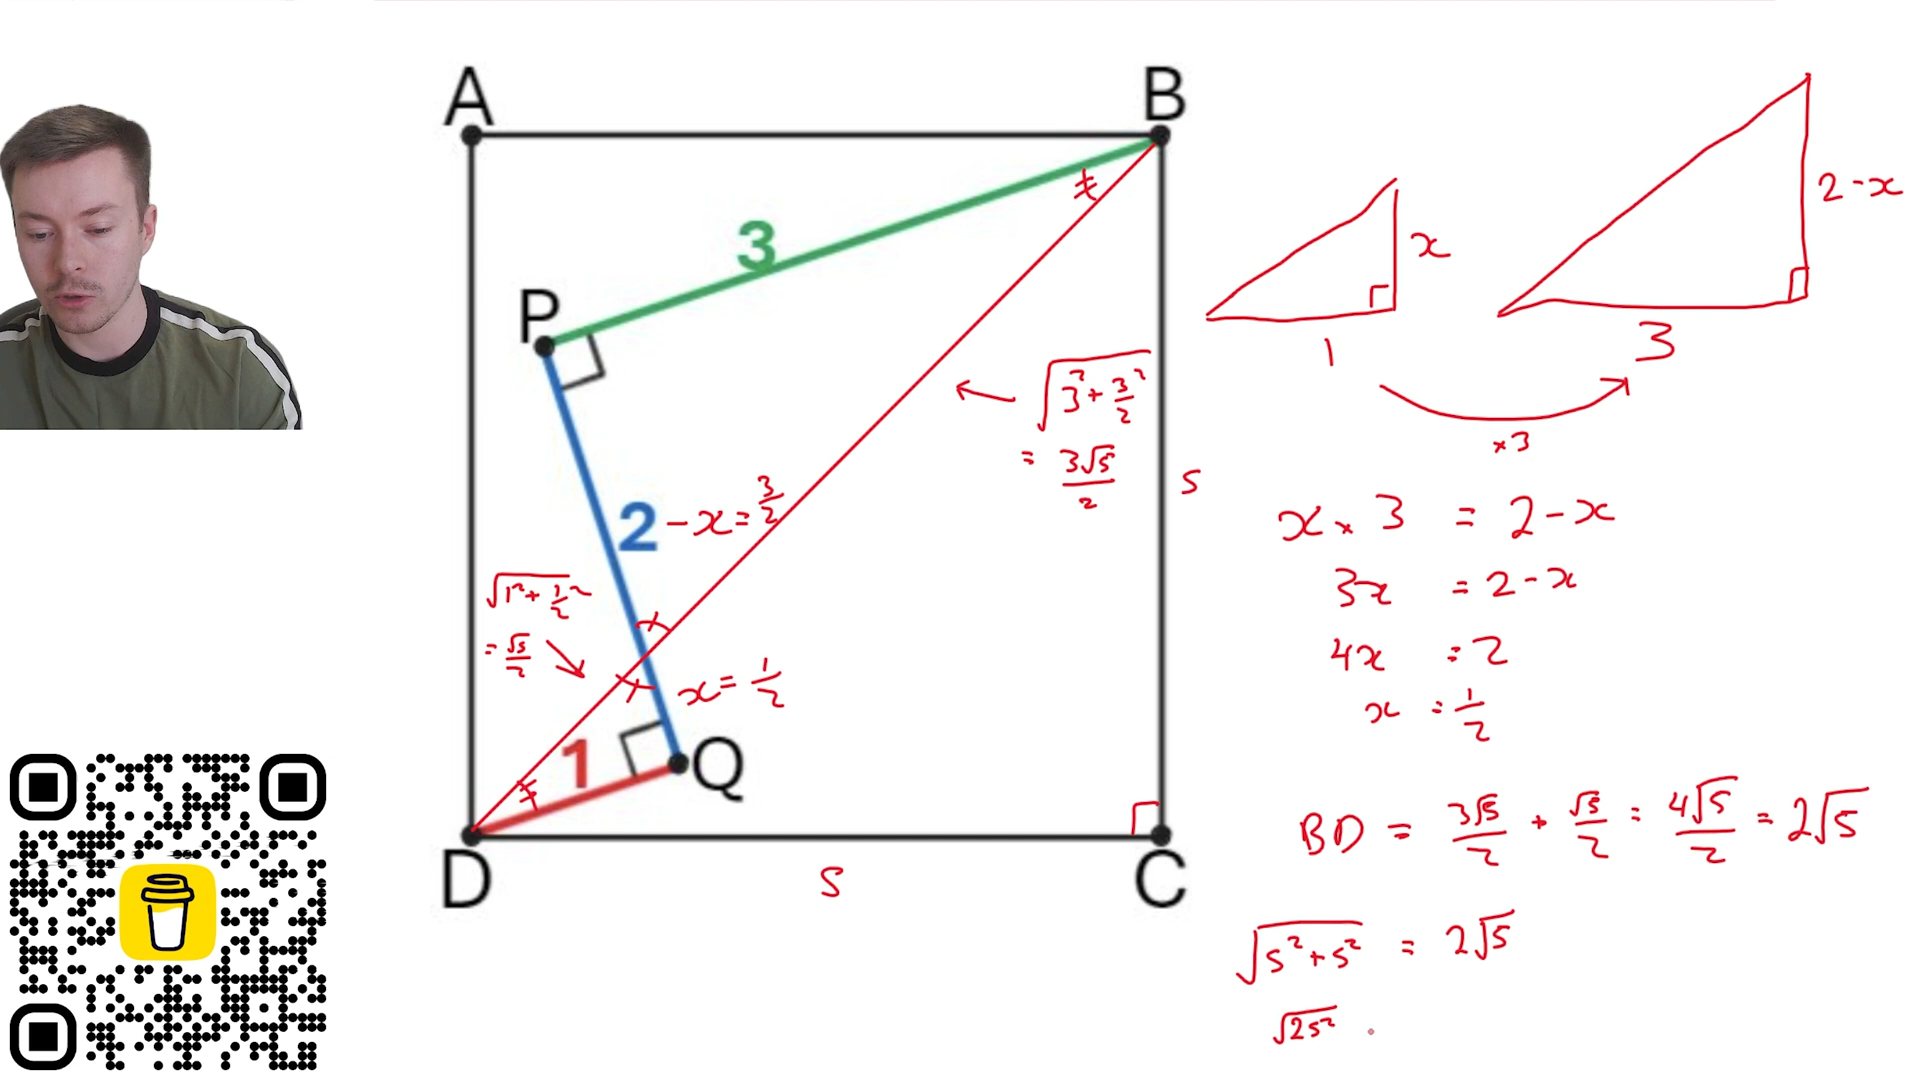 A
B
3
P
2 - x = 3/2
√(1² + 1/2²)
= √5/2
x = 1/2
1
Q
D
C
s
s
√(3² + 3/2²)
= 3√5/2
x
1
2 - x
3
×3
x × 3 = 2 - x
3x = 2 - x
4x = 2
x = 1/2
BD = 3√5/2 + √5/2 = 4√5/2 = 2√5
√(s² + s²) = 2√5
√(2s²)